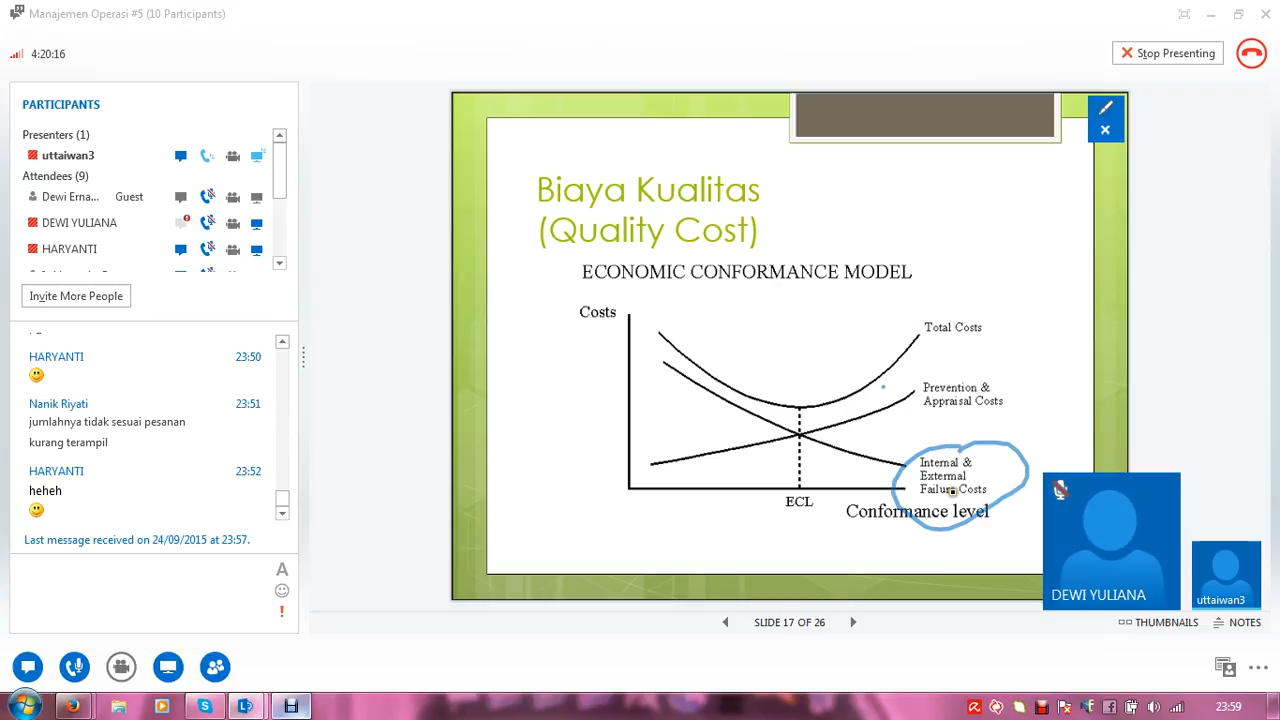 Manajemen Operasi #5 (10 Participants)
4:20:16
Stop Presenting
PARTICIPANTS
Presenters (1)
uttaiwan3
Attendees (9)
Dewi Erna... Guest
DEWI YULIANA
HARYANTI
Invite More People
HARYANTI 23:50
Nanik Riyati 23:51
jumlahnya tidak sesuai pesanan
kurang terampil
HARYANTI 23:52
heheh
Last message received on 24/09/2015 at 23:57.
A
Biaya Kualitas
(Quality Cost)
ECONOMIC CONFORMANCE MODEL
Costs
Total Costs
Prevention &
Appraisal Costs
Internal &
External
Failure Costs
ECL
Conformance level
DEWI YULIANA
uttaiwan3
SLIDE 17 OF 26
THUMBNAILS
NOTES
23:59